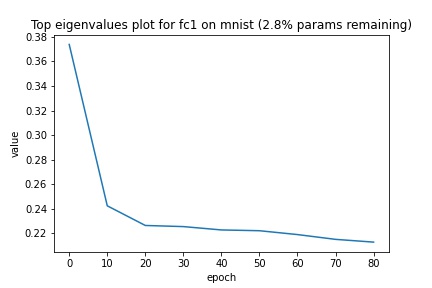 Top eigenvalues plot for fc1 on mnist (2.8% params remaining)
0.38
0.36
0.34
0.32
0.30
0.28
0.26
0.24
0.22
value
0 10 20 30 40 50 60 70 80
epoch